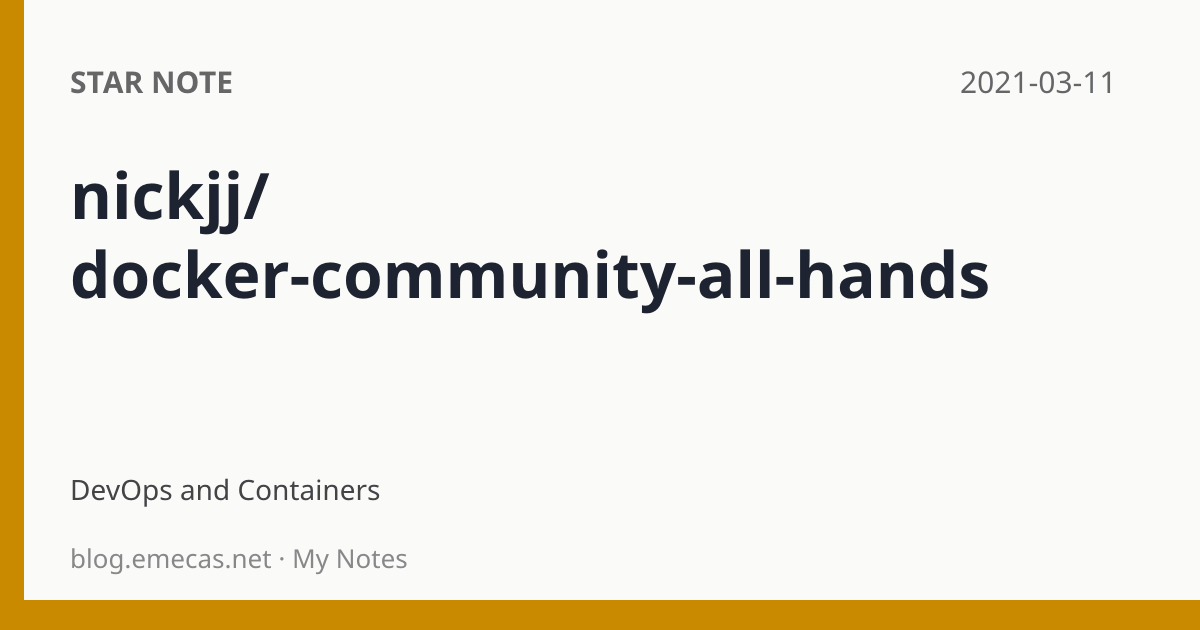 STAR NOTE
2021-03-11
nickjj/
docker-community-all-hands
DevOps and Containers
blog.emecas.net · My Notes